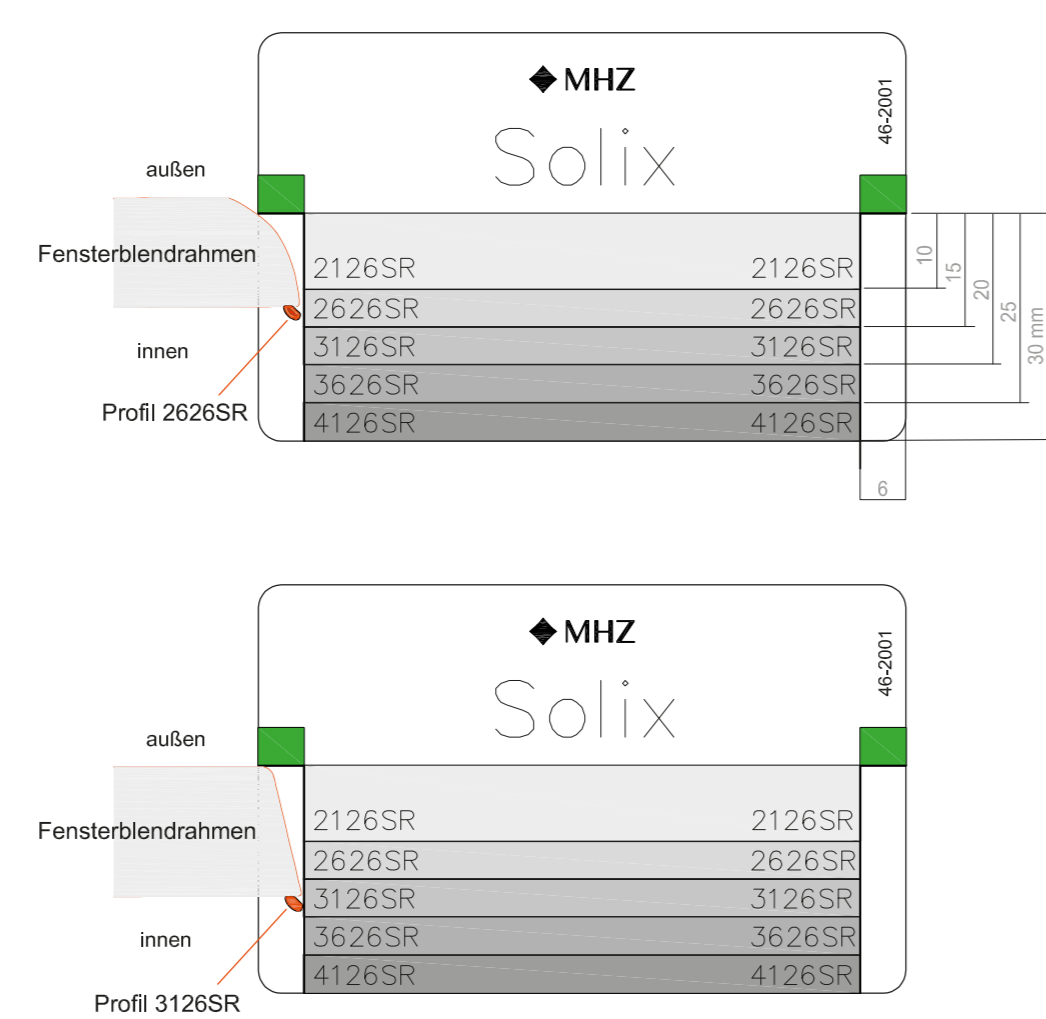 MHZ
46-2001
Solix
außen
Fensterblendrahmen
2126SR 2126SR
10
15
20
25
30 mm
2626SR 2626SR
innen
3126SR 3126SR
3626SR 3626SR
Profil 2626SR
4126SR 4126SR
6
MHZ
46-2001
Solix
außen
Fensterblendrahmen
2126SR 2126SR
2626SR 2626SR
3126SR 3126SR
innen
3626SR 3626SR
4126SR 4126SR
Profil 3126SR